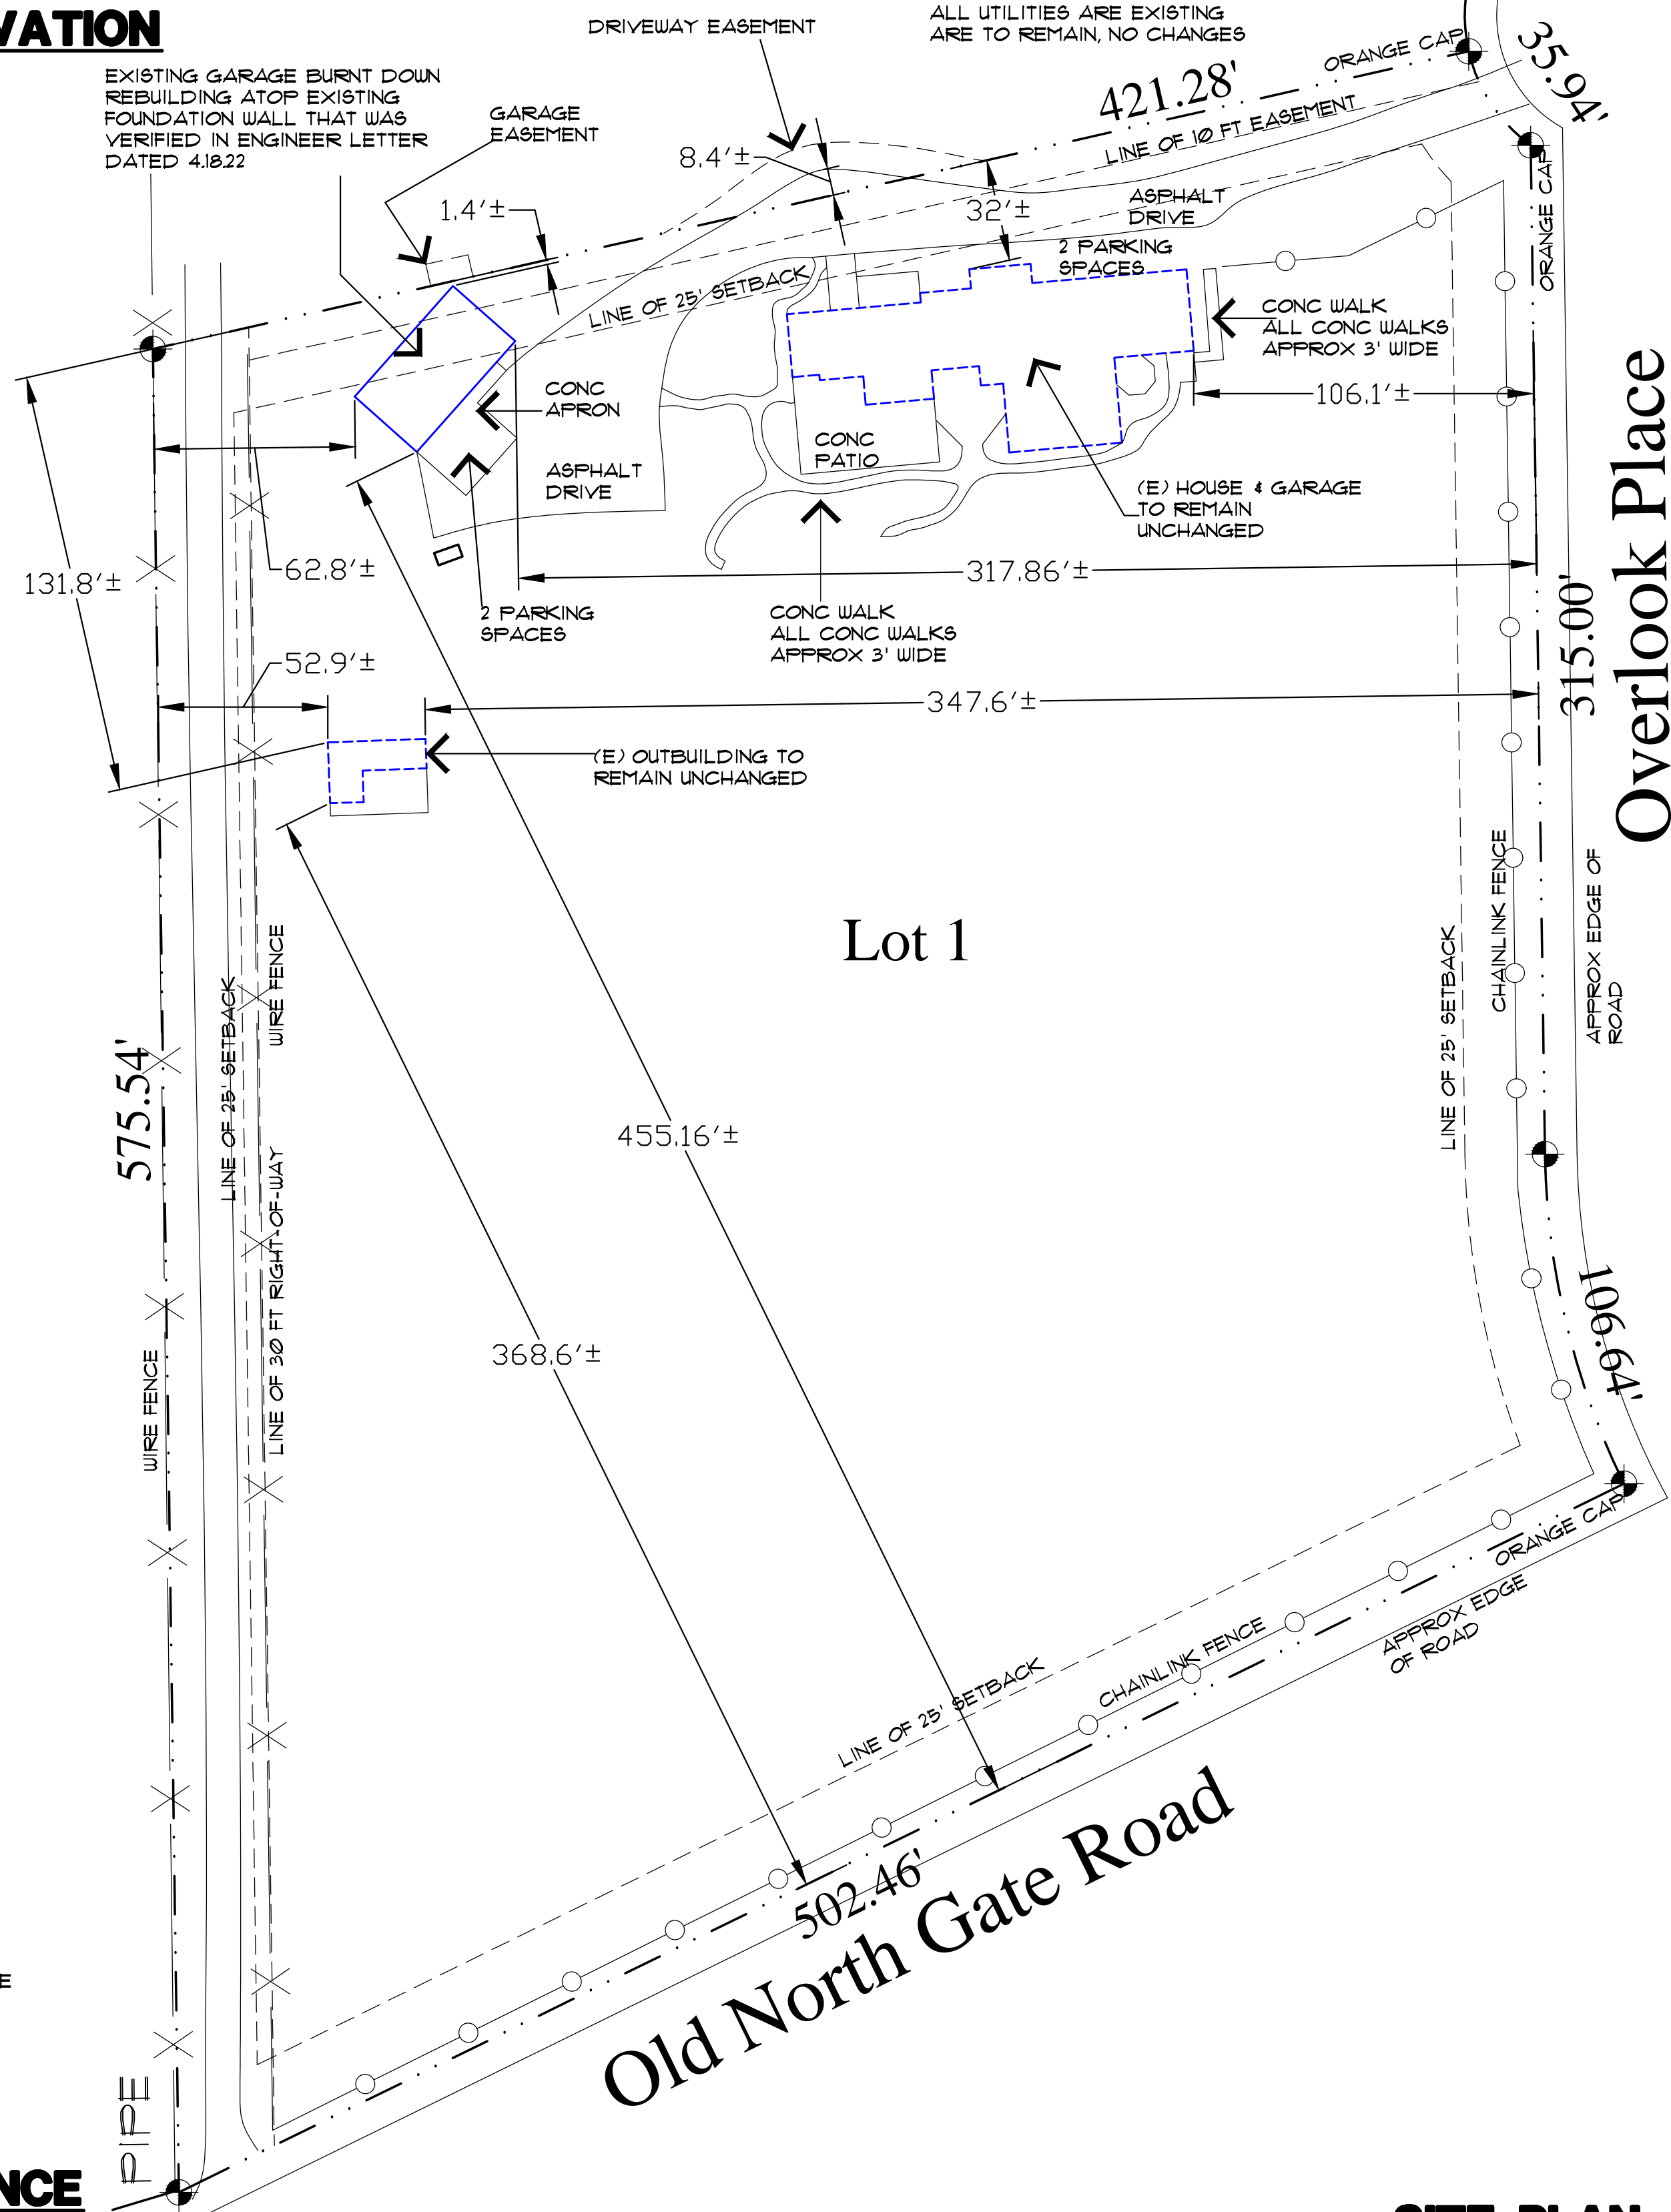 VATION
DRIVEWAY EASEMENT
ALL UTILITIES ARE EXISTING
ARE TO REMAIN, NO CHANGES
ORANGE CAP
35.94'
EXISTING GARAGE BURNT DOWN
REBUILDING ATOP EXISTING
FOUNDATION WALL THAT WAS
VERIFIED IN ENGINEER LETTER
DATED 4.18.22
GARAGE
EASEMENT
421.28'
LINE OF 10 FT EASEMENT
8.4'±
ORANGE CAP
1.4'±
32'±
ASPHALT
DRIVE
2 PARKING
SPACES
LINE OF 25' SETBACK
CONC WALK
ALL CONC WALKS
APPROX 3' WIDE
CONC
APRON
106.1'±
CONC
PATIO
ASPHALT
DRIVE
(E) HOUSE & GARAGE
TO REMAIN
UNCHANGED
Overlook Place
131.8'±
62.8'±
317.86'±
2 PARKING
SPACES
CONC WALK
ALL CONC WALKS
APPROX 3' WIDE
315.00'
52.9'±
347.6'±
(E) OUTBUILDING TO
REMAIN UNCHANGED
Lot 1
CHAINLINK FENCE
APPROX EDGE OF
ROAD
LINE OF 25' SETBACK
WIRE FENCE
LINE OF 25' SETBACK
575.54'
455.16'±
LINE OF 30 FT RIGHT-OF-WAY
368.6'±
WIRE FENCE
106.64'
ORANGE CAP
APPROX EDGE
OF ROAD
CHAINLINK FENCE
LINE OF 25' SETBACK
502.46'
Old North Gate Road
E
PIPE
NCE
SITE PLAN